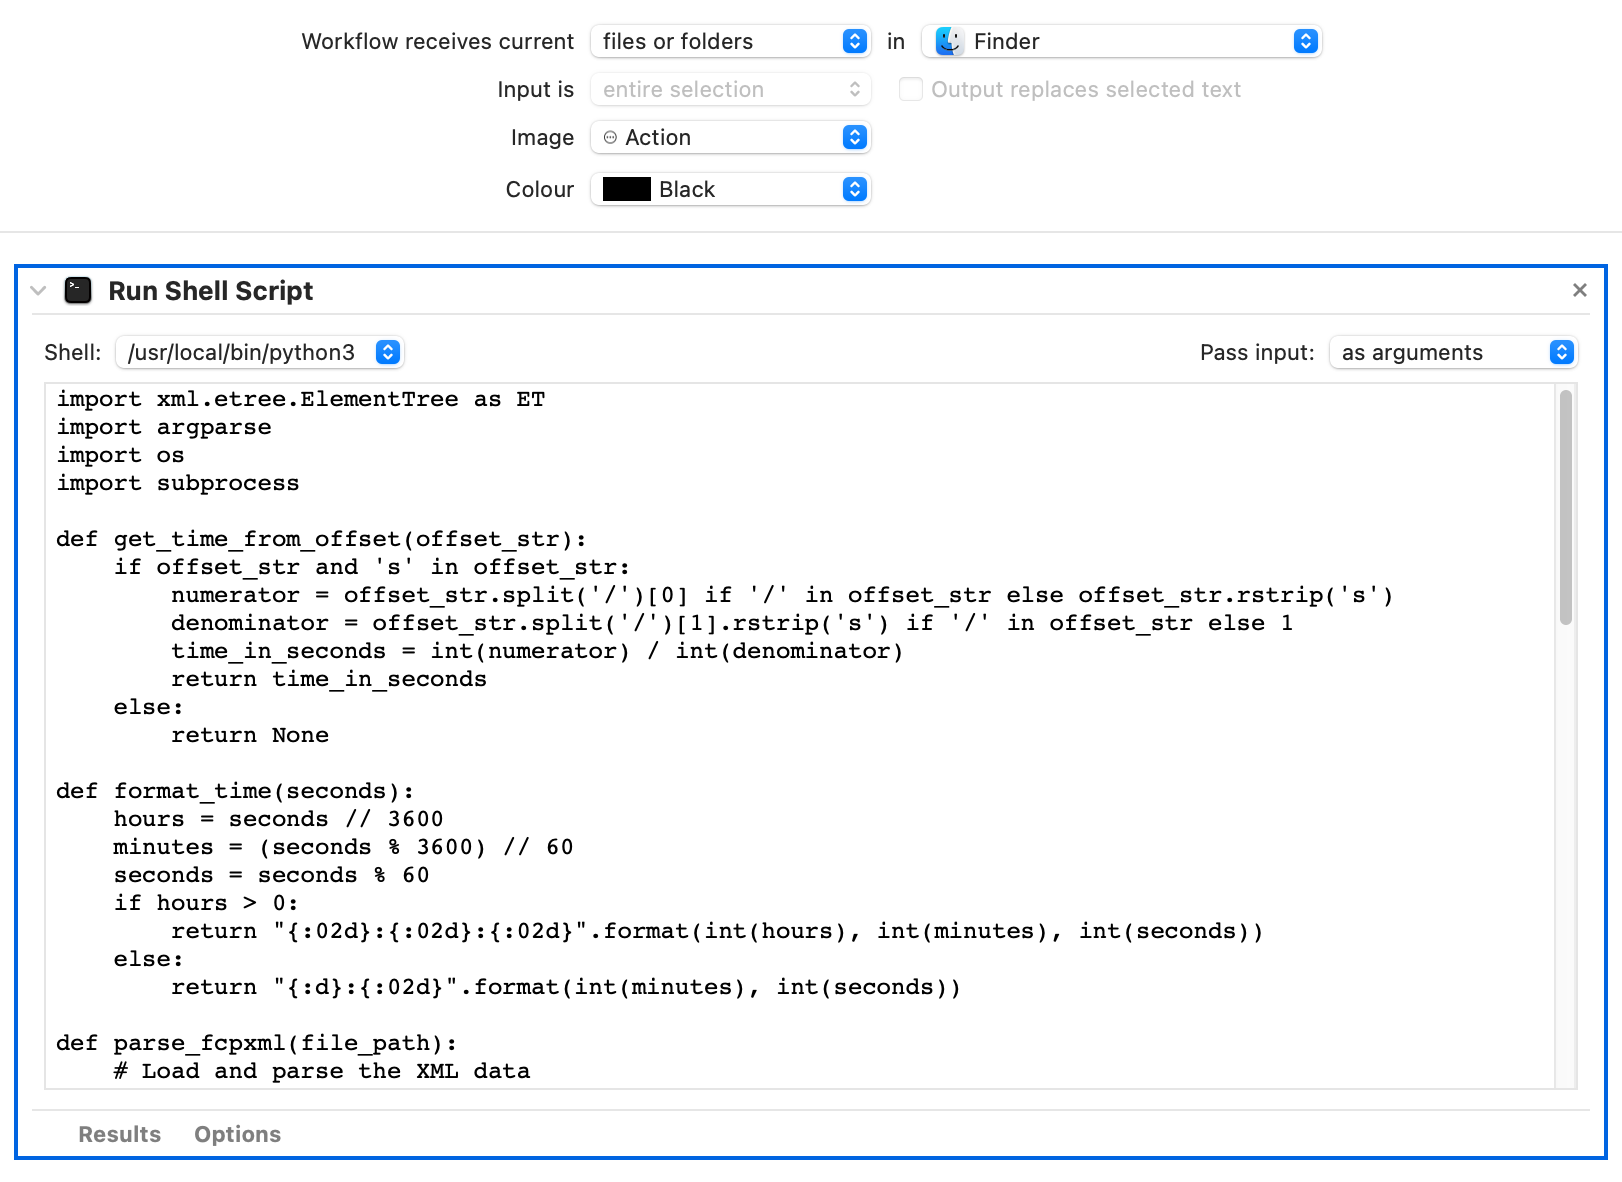 Workflow receives current files or folders in Finder
Input is entire selection Output replaces selected text
Image Action
Colour Black
Run Shell Script
Shell: /usr/local/bin/python3 Pass input: as arguments
import xml.etree.ElementTree as ET
import argparse
import os
import subprocess

def get_time_from_offset(offset_str):
    if offset_str and 's' in offset_str:
        numerator = offset_str.split('/')[0] if '/' in offset_str else offset_str.rstrip('s')
        denominator = offset_str.split('/')[1].rstrip('s') if '/' in offset_str else 1
        time_in_seconds = int(numerator) / int(denominator)
        return time_in_seconds
    else:
        return None

def format_time(seconds):
    hours = seconds // 3600
    minutes = (seconds % 3600) // 60
    seconds = seconds % 60
    if hours > 0:
        return "{:02d}:{:02d}:{:02d}".format(int(hours), int(minutes), int(seconds))
    else:
        return "{:d}:{:02d}".format(int(minutes), int(seconds))

def parse_fcpxml(file_path):
    # Load and parse the XML data
Results Options